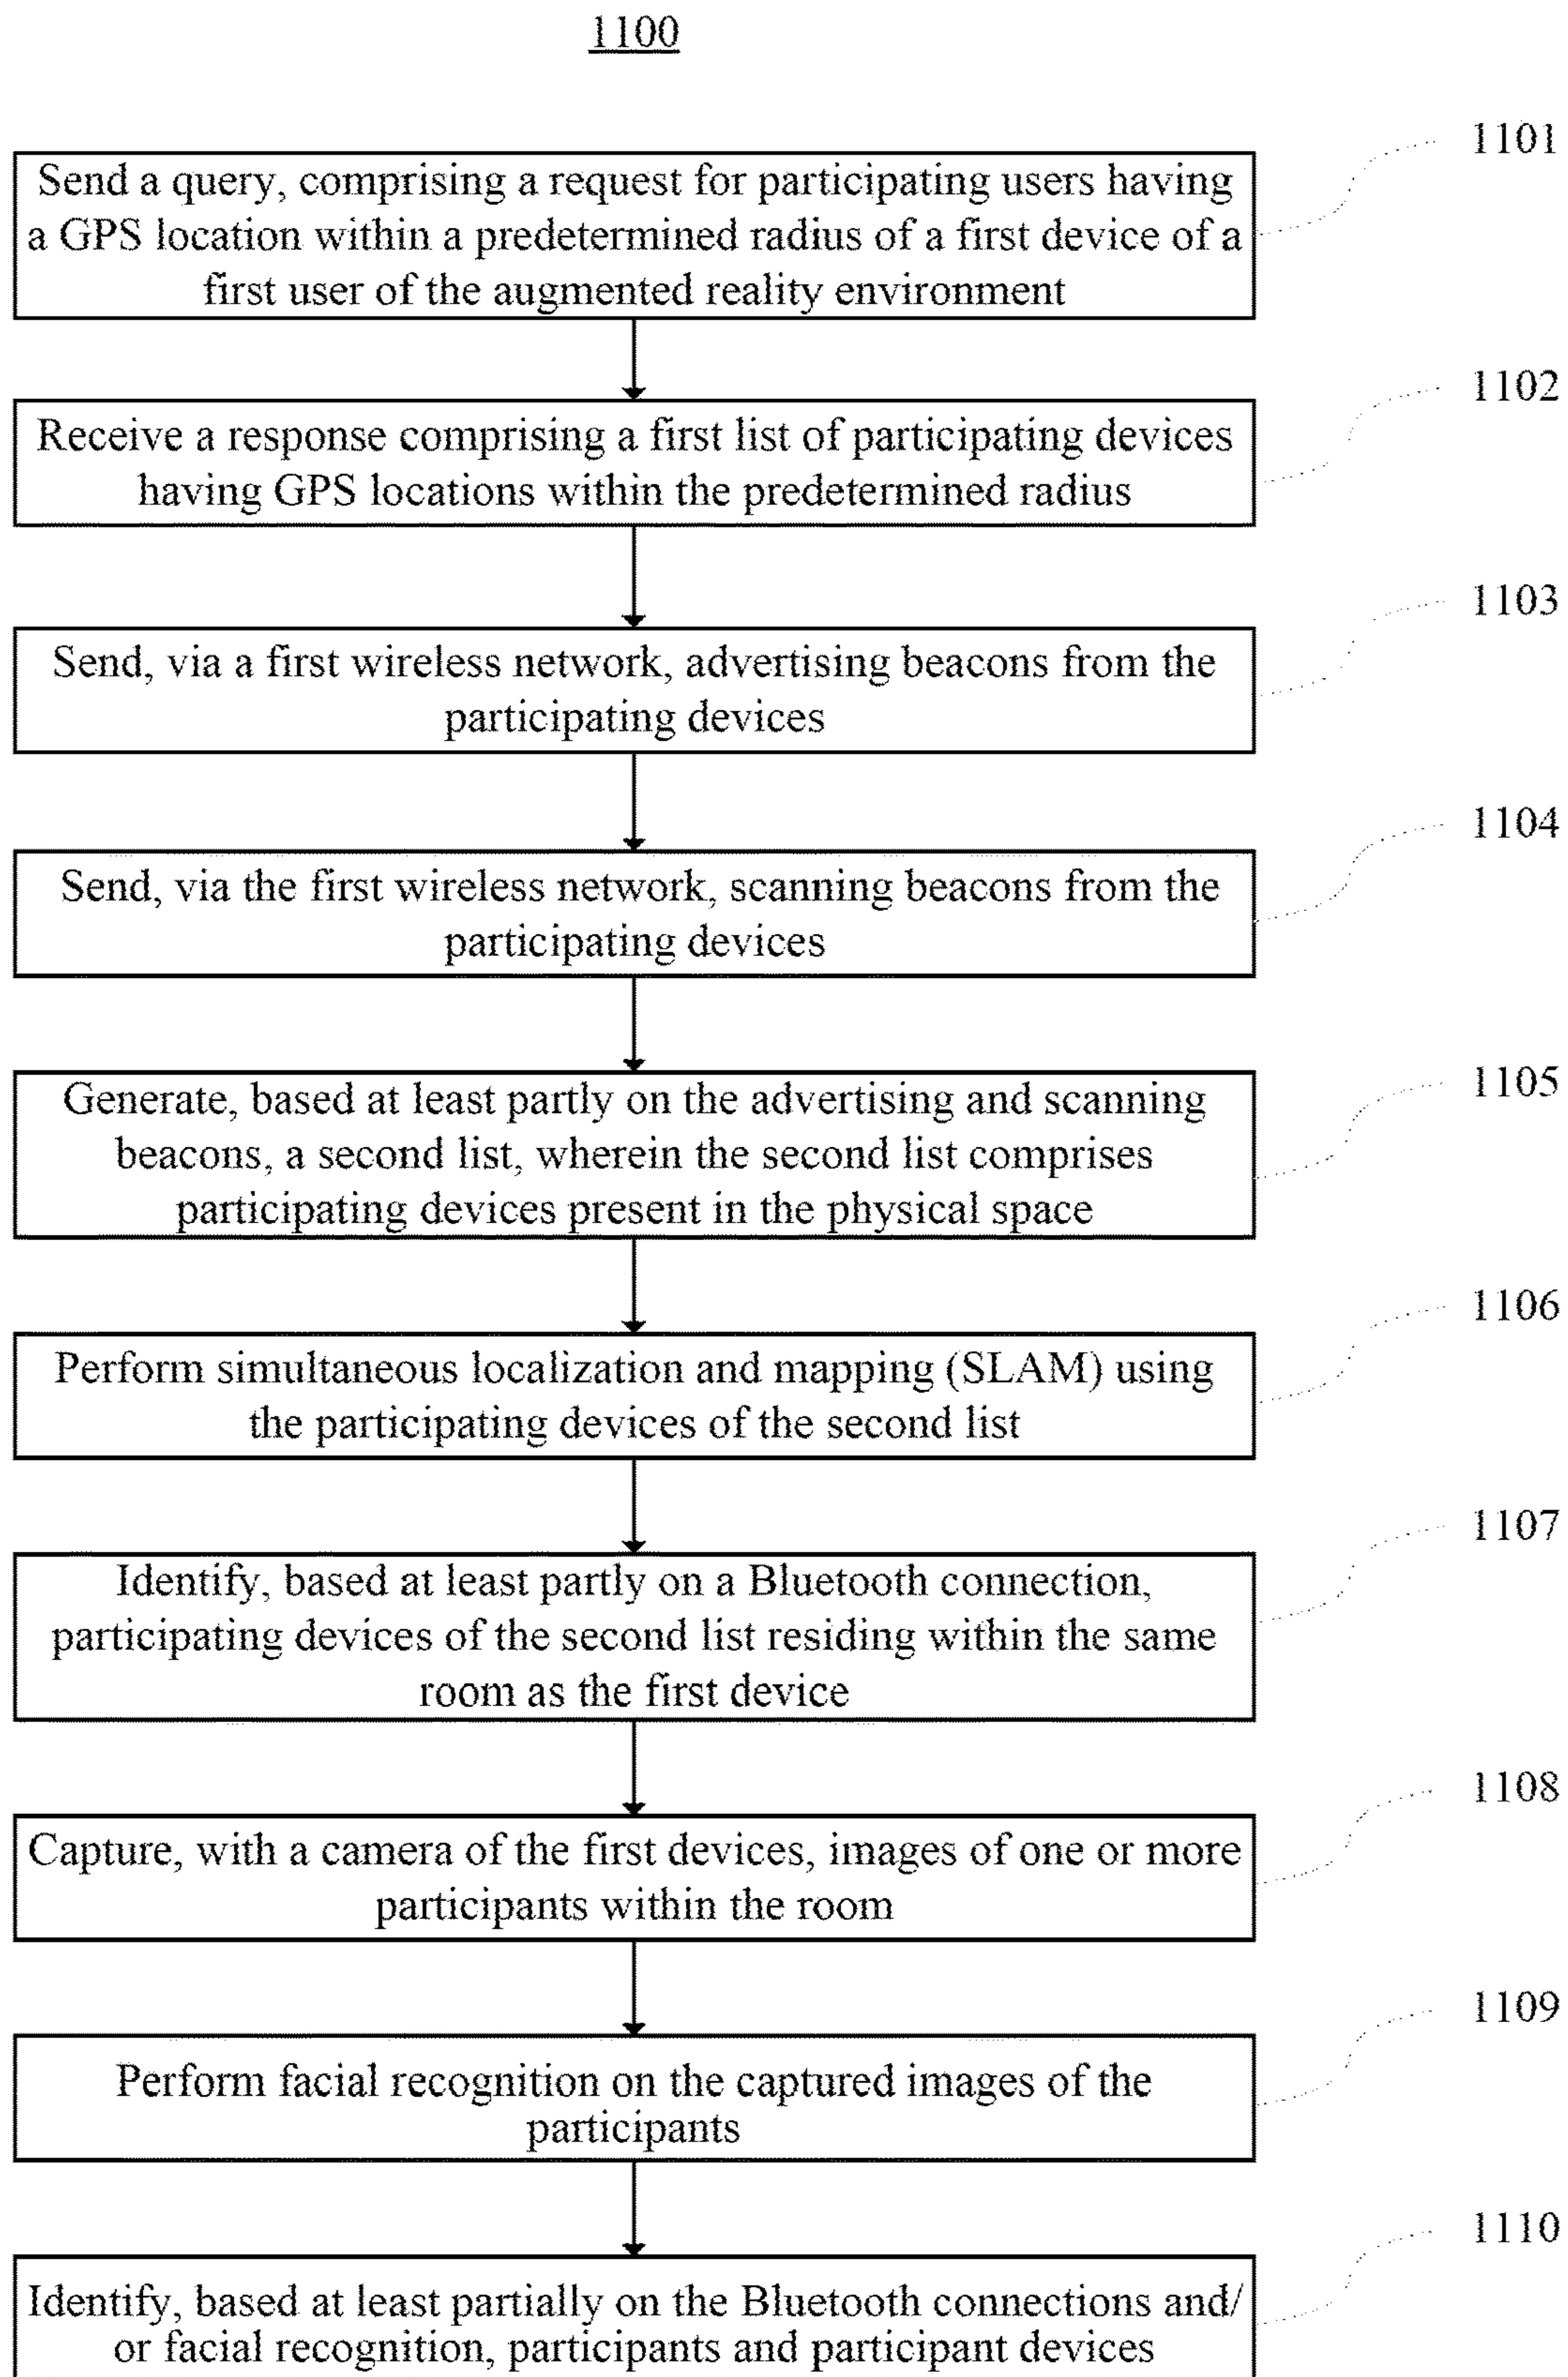 1100
1101
Send a query, comprising a request for participating users having
a GPS location within a predetermined radius of a first device of a
first user of the augmented reality environment
1102
Receive a response comprising a first list of participating devices
having GPS locations within the predetermined radius
1103
Send, via a first wireless network, advertising beacons from the
participating devices
1104
Send, via the first wireless network, scanning beacons from the
participating devices
1105
Generate, based at least partly on the advertising and scanning
beacons, a second list, wherein the second list comprises
participating devices present in the physical space
1106
Perform simultaneous localization and mapping (SLAM) using
the participating devices of the second list
1107
Identify, based at least partly on a Bluetooth connection,
participating devices of the second list residing within the same
room as the first device
1108
Capture, with a camera of the first devices, images of one or more
participants within the room
1109
Perform facial recognition on the captured images of the
participants
1110
Identify, based at least partially on the Bluetooth connections and/
or facial recognition, participants and participant devices